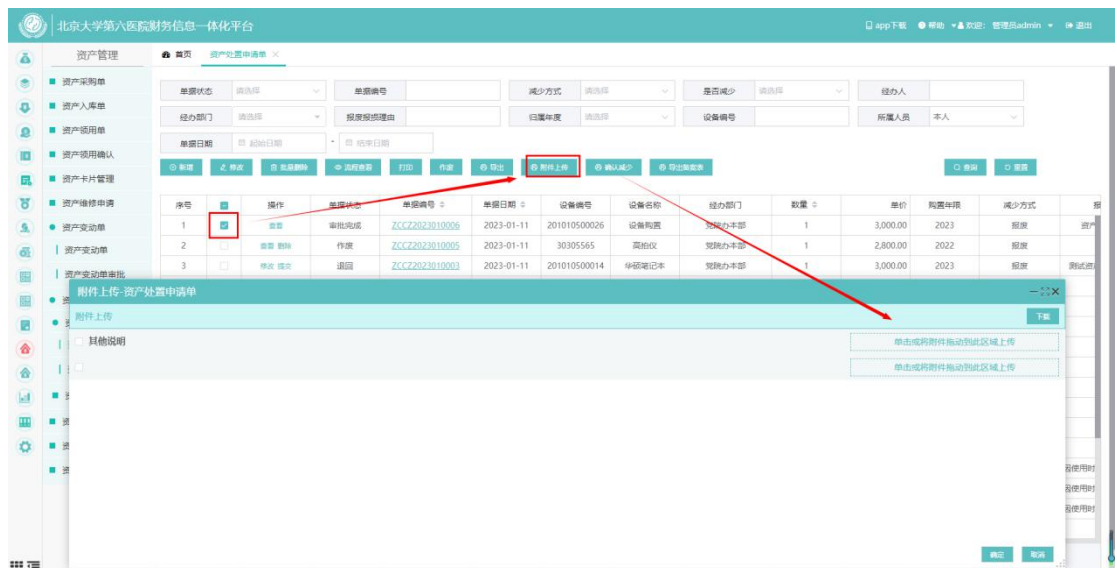 北京大学第六医院财务信息一体化平台 app下载 帮助 欢迎: 管理员admin 退出
资产管理 首页 资产处置申请单
资产采购单
资产入库单
资产领用单
资产领用确认
资产卡片管理
资产维修申请
资产变动单
资产变动单
资产变动单审批
单据状态 请选择 单据编号 减少方式 请选择 是否减少 请选择 经办人
经办部门 请选择 报废报损理由 归属年度 请选择 设备编号 所属人员 本人
单据日期 起始日期 - 结束日期
新增 修改 批量删除 流程查看 打印 作废 导出 附件上传 确认减少 查询 重置
序号 操作 单据状态 单据编号 单据日期 设备编号 设备名称 经办部门 数量 单价 购置年限 减少方式 报
1 查看 审批完成 ZCCZ2023010006 2023-01-11 201010500026 设备购置 党院办本部 1 3,000.00 2023 报废 资产
2 查看 删除 作废 ZCCZ2023010005 2023-01-11 30305565 高拍仪 党院办本部 1 2,800.00 2022 报废
3 修改 提交 退回 ZCCZ2023010003 2023-01-11 201010500014 华硕笔记本 党院办本部 1 3,000.00 2023 报废 测试资
附件上传-资产处置申请单
附件上传 下载
其他说明 单击或将附件拖动到此区域上传
单击或将附件拖动到此区域上传
因使用时
因使用时
因使用时
确定 取消